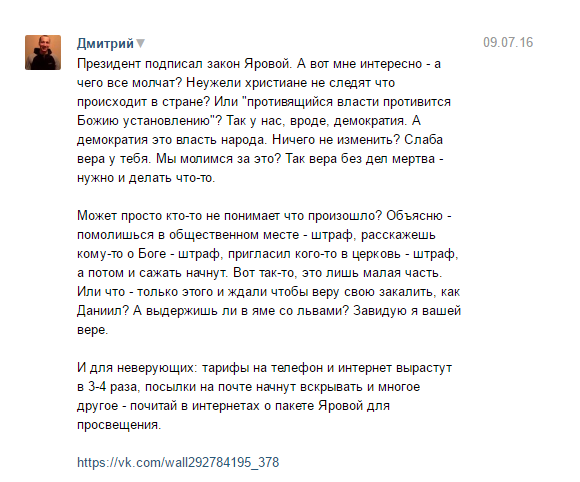 Дмитрий
09.07.16
Президент подписал закон Яровой. А вот мне интересно - а
чего все молчат? Неужели христиане не следят что
происходит в стране? Или "противящийся власти противится
Божию установлению"? Так у нас, вроде, демократия. А
демократия это власть народа. Ничего не изменить? Слаба
вера у тебя. Мы молимся за это? Так вера без дел мертва -
нужно и делать что-то.
Может просто кто-то не понимает что произошло? Объясню -
помолишься в общественном месте - штраф, расскажешь
кому-то о Боге - штраф, пригласил кого-то в церковь - штраф,
а потом и сажать начнут. Вот так-то, это лишь малая часть.
Или что - только этого и ждали чтобы веру свою закалить, как
Даниил? А выдержишь ли в яме со львами? Завидую я вашей
вере.
И для неверующих: тарифы на телефон и интернет вырастут
в 3-4 раза, посылки на почте начнут вскрывать и многое
другое - почитай в интернетах о пакете Яровой для
просвещения.
https://vk.com/wall292784195_378